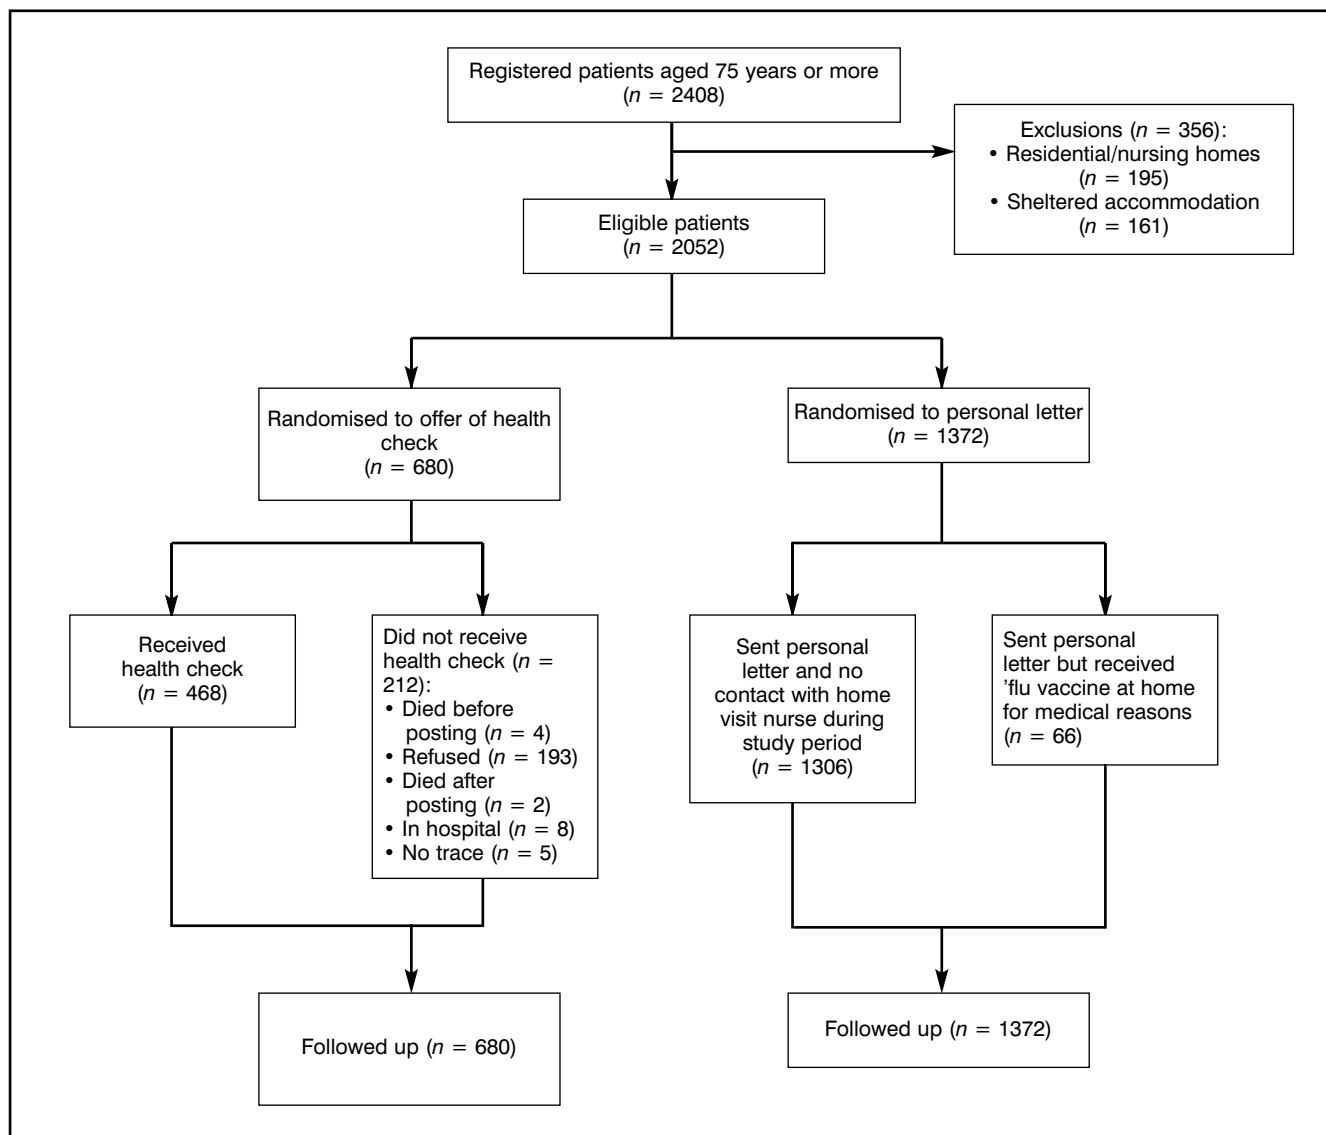 Registered patients aged 75 years or more
(n = 2408)
Exclusions (n = 356):
• Residential/nursing homes
(n = 195)
• Sheltered accommodation
(n = 161)
Eligible patients
(n = 2052)
Randomised to offer of health
check
(n = 680)
Randomised to personal letter
(n = 1372)
Received
health check
(n = 468)
Did not receive
health check (n =
212):
• Died before
posting (n = 4)
• Refused (n = 193)
• Died after
posting (n = 2)
• In hospital (n = 8)
• No trace (n = 5)
Sent personal
letter and no
contact with home
visit nurse during
study period
(n = 1306)
Sent personal
letter but received
’flu vaccine at home
for medical reasons
(n = 66)
Followed up (n = 680)
Followed up (n = 1372)